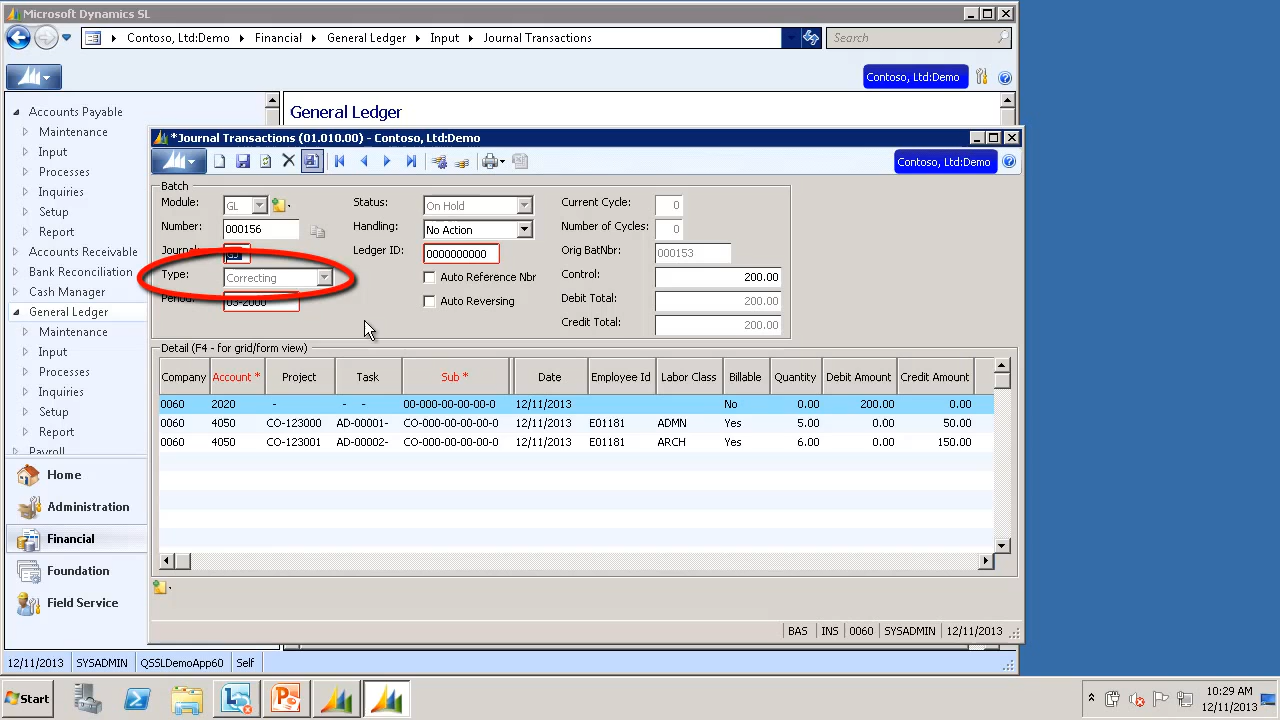 Microsoft Dynamics SL
Contoso, Ltd:Demo Financial General Ledger Input Journal Transactions Search
Contoso, Ltd:Demo
Accounts Payable
Maintenance
Input
Processes
Inquiries
Setup
Report
Accounts Receivable
Bank Reconciliation
Cash Manager
General Ledger
Maintenance
Input
Processes
Inquiries
Setup
Report
Payroll
Home
Administration
Financial
Foundation
Field Service
General Ledger
*Journal Transactions (01.010.00) - Contoso, Ltd:Demo
Contoso, Ltd:Demo
Batch
Module: GL Status: On Hold Current Cycle: 0
Number: 000156 Handling: No Action Number of Cycles: 0
Journal: GJ Ledger ID: 0000000000 Orig BatNbr: 000153
Type: Correcting Auto Reference Nbr Control: 200.00
Period: 03-2000 Auto Reversing Debit Total: 200.00
Credit Total: 200.00
Detail (F4 - for grid/form view)
Company Account * Project Task Sub * Date Employee Id Labor Class Billable Quantity Debit Amount Credit Amount
0060 2020 - - - 00-000-00-00-00-0 12/11/2013 No 0.00 200.00 0.00
0060 4050 CO-123000 AD-00001- CO-000-00-00-00-0 12/11/2013 E01181 ADMN Yes 5.00 0.00 50.00
0060 4050 CO-123001 AD-00002- CO-000-00-00-00-0 12/11/2013 E01181 ARCH Yes 6.00 0.00 150.00
BAS INS 0060 SYSADMIN 12/11/2013
12/11/2013 SYSADMIN QSSLDemoApp60 Self
Start 10:29 AM
12/11/2013